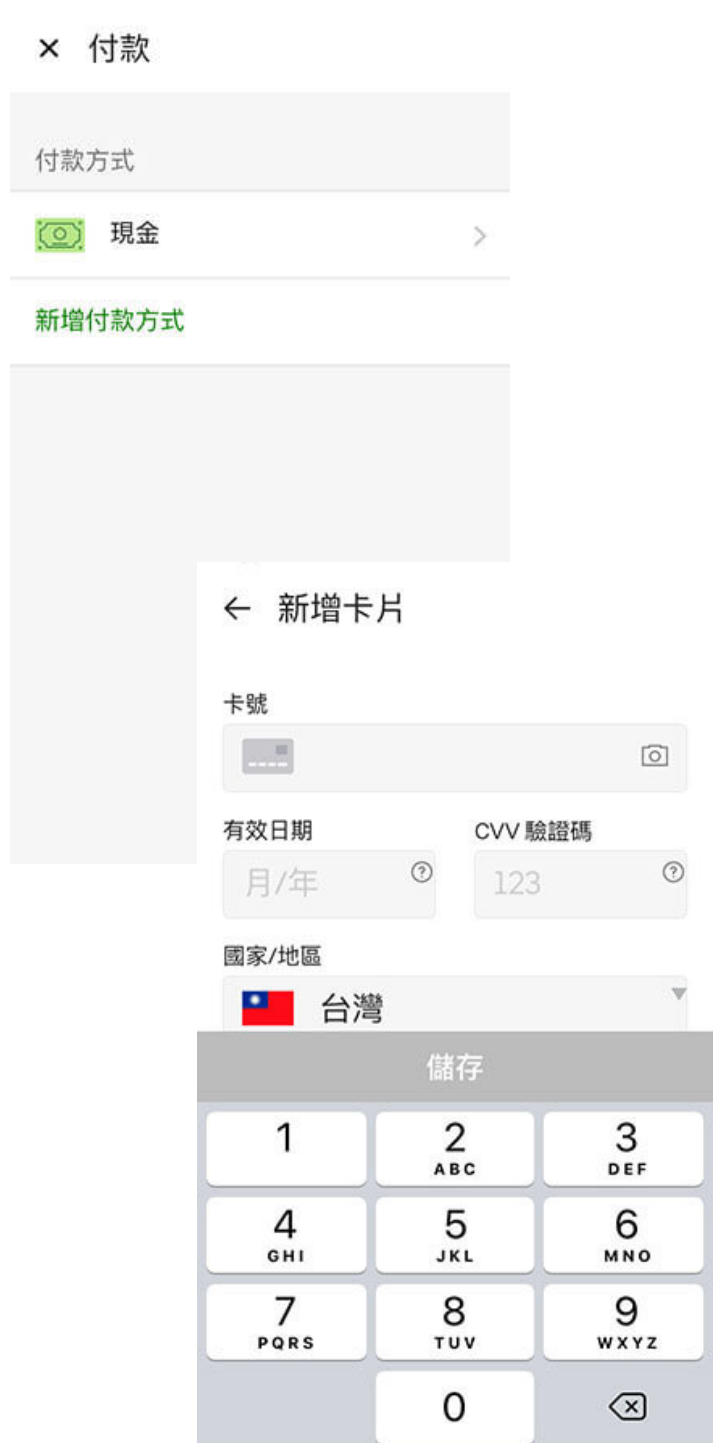 付款
付款方式
現金
新增付款方式
新增卡片
卡號
有效日期 CVV 驗證碼
月/年 ? 123 ?
國家/地區
台灣
儲存
1 2 3
ABC DEF
4 5 6
GHI JKL MNO
7 8 9
PQRS TUV WXYZ
0